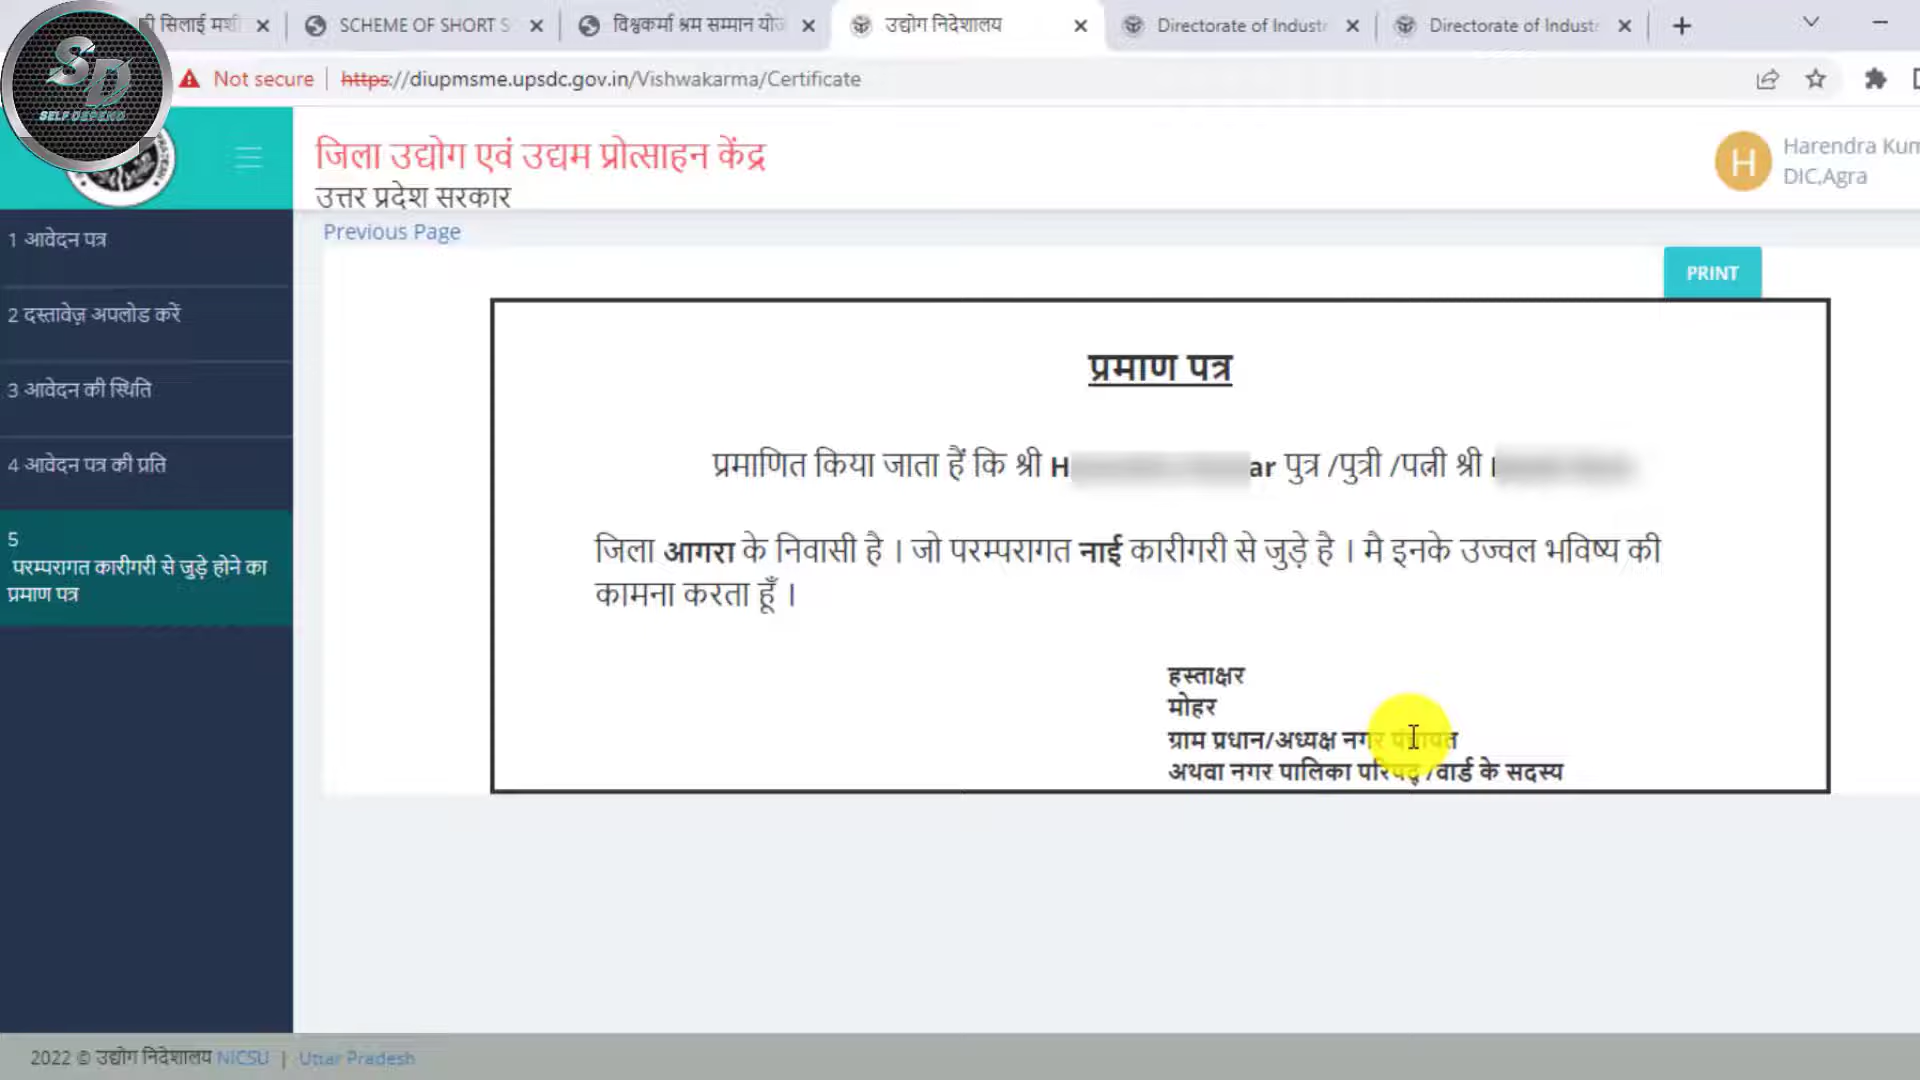 सिलाई मशी
SCHEME OF SHORT S
विश्वकर्मा श्रम सम्मान योज
उद्योग निदेशालय
Directorate of Industr
Directorate of Industr
SD
SELF DEPEND
Not secure
https://diupmsme.upsdc.gov.in/Vishwakarma/Certificate
जिला उद्योग एवं उद्यम प्रोत्साहन केंद्र
उत्तर प्रदेश सरकार
H
Harendra Kum
DIC,Agra
Previous Page
1 आवेदन पत्र
2 दस्तावेज़ अपलोड करें
3 आवेदन की स्थिति
4 आवेदन पत्र की प्रति
5
परम्परागत कारीगरी से जुड़े होने का
प्रमाण पत्र
PRINT
प्रमाण पत्र
प्रमाणित किया जाता हैं कि श्री H ar पुत्र /पुत्री /पत्नी श्री
जिला आगरा के निवासी है । जो परम्परागत नाई कारीगरी से जुड़े है । मै इनके उज्वल भविष्य की
कामना करता हूँ ।
हस्ताक्षर
मोहर
ग्राम प्रधान/अध्यक्ष नगर पंचायत
अथवा नगर पालिका परिषद् /वार्ड के सदस्य
2022 © उद्योग निदेशालय NICSU | Uttar Pradesh